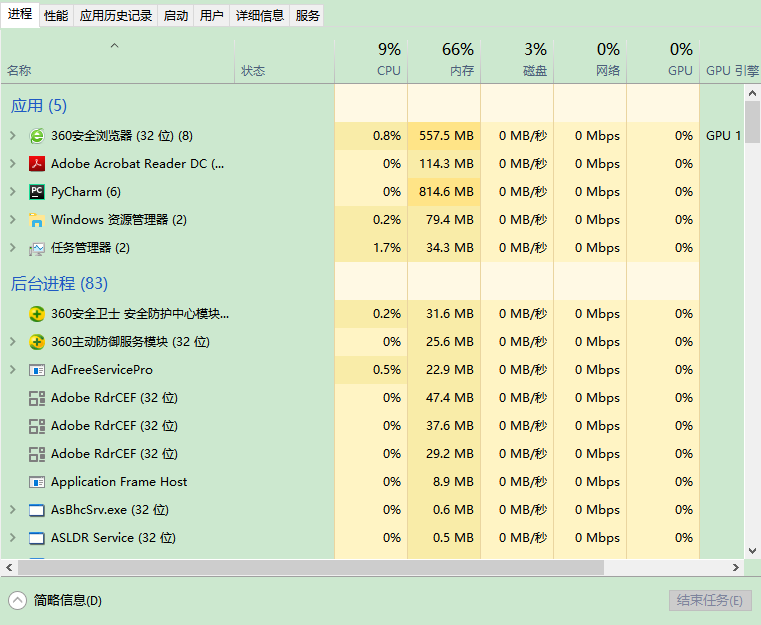 进程 性能 应用历史记录 启动 用户 详细信息 服务
9% 66% 3% 0% 0%
名称 状态 CPU 内存 磁盘 网络 GPU GPU 引擎
应用 (5)
360安全浏览器 (32 位) (8) 0.8% 557.5 MB 0 MB/秒 0 Mbps 0% GPU 1
Adobe Acrobat Reader DC (... 0% 114.3 MB 0 MB/秒 0 Mbps 0%
PyCharm (6) 0% 814.6 MB 0 MB/秒 0 Mbps 0%
Windows 资源管理器 (2) 0.2% 79.4 MB 0 MB/秒 0 Mbps 0%
任务管理器 (2) 1.7% 34.3 MB 0 MB/秒 0 Mbps 0%
后台进程 (83)
360安全卫士 安全防护中心模块... 0.2% 31.6 MB 0 MB/秒 0 Mbps 0%
360主动防御服务模块 (32 位) 0% 25.6 MB 0 MB/秒 0 Mbps 0%
AdFreeServicePro 0.5% 22.9 MB 0 MB/秒 0 Mbps 0%
Adobe RdrCEF (32 位) 0% 47.4 MB 0 MB/秒 0 Mbps 0%
Adobe RdrCEF (32 位) 0% 37.6 MB 0 MB/秒 0 Mbps 0%
Adobe RdrCEF (32 位) 0% 29.2 MB 0 MB/秒 0 Mbps 0%
Application Frame Host 0% 8.9 MB 0 MB/秒 0 Mbps 0%
AsBhcSrv.exe (32 位) 0% 0.6 MB 0 MB/秒 0 Mbps 0%
ASLDR Service (32 位) 0% 0.5 MB 0 MB/秒 0 Mbps 0%
简略信息(D) 结束任务(E)